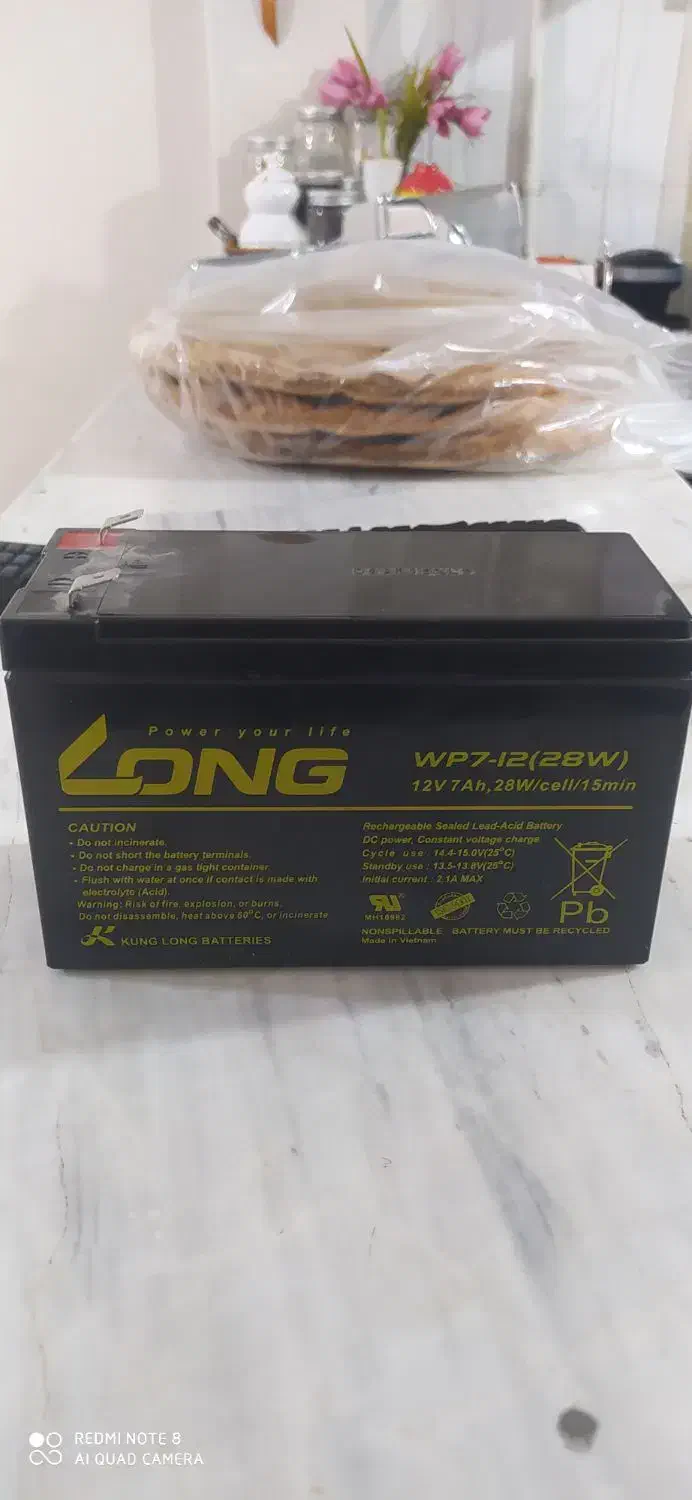 Power your life
LONG
WP7-12(28W)
12V 7Ah,28W/cell/15min
CAUTION
• Do not incinerate.
• Do not short the battery terminals.
• Do not charge in a gas tight container.
• Flush with water at once if contact is made with
electrolyte (Acid).
Warning: Risk of fire, explosion, or burns.
Do not disassemble, heat above 60°C, or incinerate
KUNG LONG BATTERIES
Rechargeable Sealed Lead-Acid Battery
DC power, Constant voltage charge
Cycle use : 14.4-15.0V(25°C)
Standby use : 13.5-13.8V(25°C)
Initial current : 2.1A MAX
MH16982
Pb
NONSPILLABLE BATTERY MUST BE RECYCLED
Made in Vietnam
REDMI NOTE 8
AI QUAD CAMERA